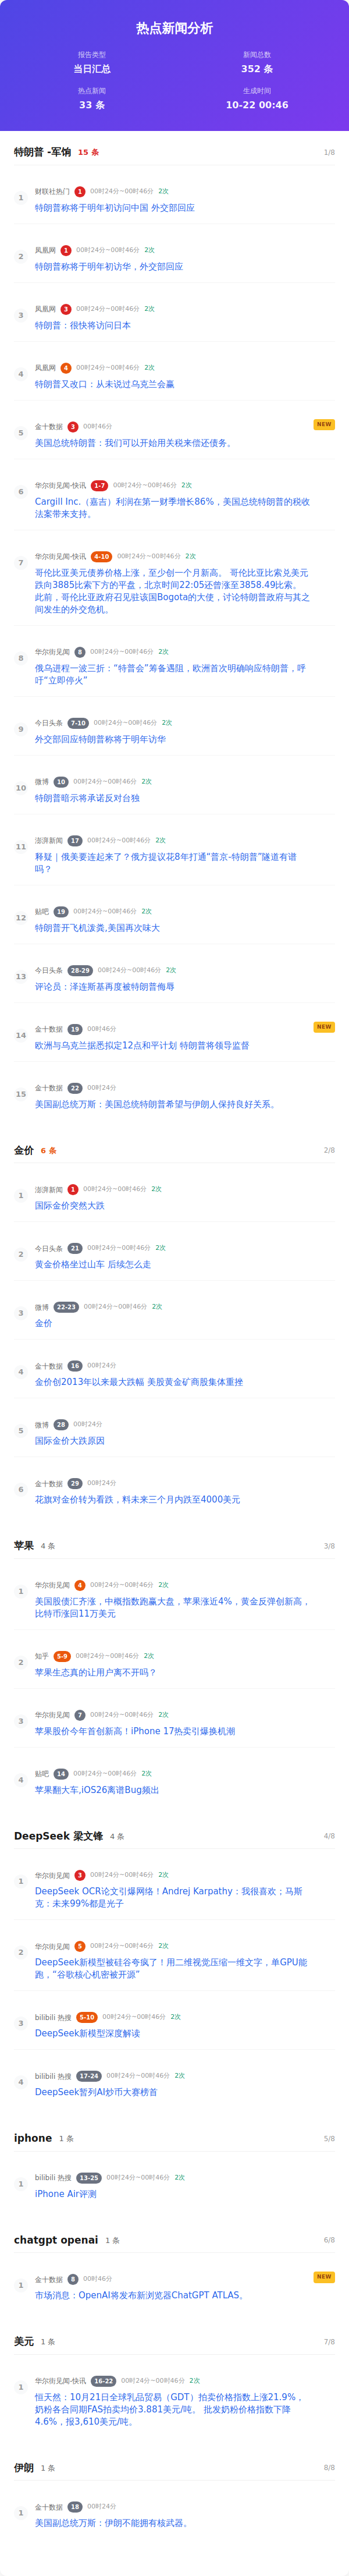 热点新闻分析
报告类型
新闻总数
当日汇总
352 条
热点新闻
生成时间
33 条
10-22 00:46
特朗普 -军饷 15 条 1/8
1
财联社热门 1 00时24分~00时46分 2次
特朗普称将于明年初访问中国 外交部回应
2
凤凰网 1 00时24分~00时46分 2次
特朗普称将于明年初访华，外交部回应
3
凤凰网 3 00时24分~00时46分 2次
特朗普：很快将访问日本
4
凤凰网 4 00时24分~00时46分 2次
特朗普又改口：从未说过乌克兰会赢
5
金十数据 3 00时46分
NEW
美国总统特朗普：我们可以开始用关税来偿还债务。
6
华尔街见闻-快讯 1-7 00时24分~00时46分 2次
Cargill Inc.（嘉吉）利润在第一财季增长86%，美国总统特朗普的税收
法案带来支持。
7
华尔街见闻-快讯 4-10 00时24分~00时46分 2次
哥伦比亚美元债券价格上涨，至少创一个月新高。 哥伦比亚比索兑美元
跌向3885比索下方的平盘，北京时间22:05还曾涨至3858.49比索。
此前，哥伦比亚政府召见驻该国Bogota的大使，讨论特朗普政府与其之
间发生的外交危机。
8
华尔街见闻 8 00时24分~00时46分 2次
俄乌进程一波三折：“特普会”筹备遇阻，欧洲首次明确响应特朗普，呼
吁“立即停火”
9
今日头条 7-10 00时24分~00时46分 2次
外交部回应特朗普称将于明年访华
10
微博 10 00时24分~00时46分 2次
特朗普暗示将承诺反对台独
11
澎湃新闻 17 00时24分~00时46分 2次
释疑｜俄美要连起来了？俄方提议花8年打通“普京-特朗普”隧道有谱
吗？
12
贴吧 19 00时24分~00时46分 2次
特朗普开飞机泼粪,美国再次味大
13
今日头条 28-29 00时24分~00时46分 2次
评论员：泽连斯基再度被特朗普侮辱
14
金十数据 19 00时46分
NEW
欧洲与乌克兰据悉拟定12点和平计划 特朗普将领导监督
15
金十数据 22 00时24分
美国副总统万斯：美国总统特朗普希望与伊朗人保持良好关系。
金价 6 条 2/8
1
澎湃新闻 1 00时24分~00时46分 2次
国际金价突然大跌
2
今日头条 21 00时24分~00时46分 2次
黄金价格坐过山车 后续怎么走
3
微博 22-23 00时24分~00时46分 2次
金价
4
金十数据 16 00时24分
金价创2013年以来最大跌幅 美股黄金矿商股集体重挫
5
微博 28 00时24分
国际金价大跌原因
6
金十数据 29 00时24分
花旗对金价转为看跌，料未来三个月内跌至4000美元
苹果 4 条 3/8
1
华尔街见闻 4 00时24分~00时46分 2次
美国股债汇齐涨，中概指数跑赢大盘，苹果涨近4%，黄金反弹创新高，
比特币涨回11万美元
2
知乎 5-9 00时24分~00时46分 2次
苹果生态真的让用户离不开吗？
3
华尔街见闻 7 00时24分~00时46分 2次
苹果股价今年首创新高！iPhone 17热卖引爆换机潮
4
贴吧 14 00时24分~00时46分 2次
苹果翻大车,iOS26离谱Bug频出
DeepSeek 梁文锋 4 条 4/8
1
华尔街见闻 3 00时24分~00时46分 2次
DeepSeek OCR论文引爆网络！Andrej Karpathy：我很喜欢；马斯
克：未来99%都是光子
2
华尔街见闻 5 00时24分~00时46分 2次
DeepSeek新模型被硅谷夸疯了！用二维视觉压缩一维文字，单GPU能
跑，“谷歌核心机密被开源”
3
bilibili 热搜 5-10 00时24分~00时46分 2次
DeepSeek新模型深度解读
4
bilibili 热搜 17-24 00时24分~00时46分 2次
DeepSeek暂列AI炒币大赛榜首
iphone 1 条 5/8
1
bilibili 热搜 13-25 00时24分~00时46分 2次
iPhone Air评测
chatgpt openai 1 条 6/8
1
金十数据 8 00时46分
NEW
市场消息：OpenAI将发布新浏览器ChatGPT ATLAS。
美元 1 条 7/8
1
华尔街见闻-快讯 16-22 00时24分~00时46分 2次
恒天然：10月21日全球乳品贸易（GDT）拍卖价格指数上涨21.9%，
奶粉各合同期FAS拍卖均价3.881美元/吨。 批发奶粉价格指数下降
4.6%，报3,610美元/吨。
伊朗 1 条 8/8
1
金十数据 18 00时24分
美国副总统万斯：伊朗不能拥有核武器。